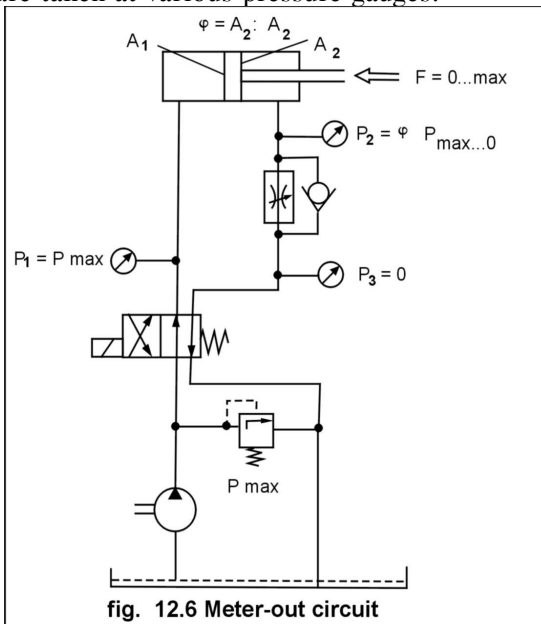 are taken at various pressure gauges.
φ = A2 : A2
A1
A2
F = 0...max
P2 = φ Pmax...0
P1 = P max
P3 = 0
P max
fig. 12.6 Meter-out circuit